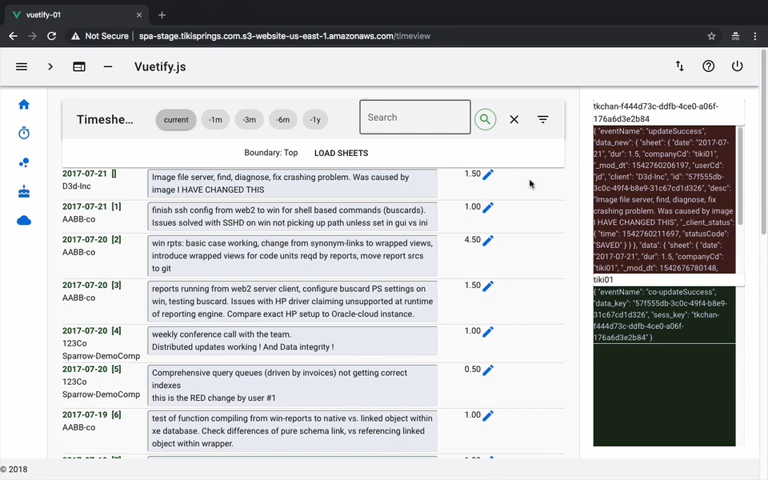 vuetify-01
Not Secure | spa-stage.tikisprings.com.s3-website-us-east-1.amazonaws.com/timeview
Vuetify.js
Timeshe...
current
-1m
-3m
-6m
-1y
Search
Boundary: Top
LOAD SHEETS
2017-07-21 []
D3d-Inc
Image file server, find, diagnose, fix crashing problem. Was caused by
image I HAVE CHANGED THIS
1.50
2017-07-21 [1]
AABB-co
finish ssh config from web2 to win for shell based commands (buscards).
Issues solved with SSHD on win not picking up path unless set in gui vs ini
1.00
2017-07-20 [2]
AABB-co
win rpts: basic case working, change from synonym-links to wrapped views,
introduce wrapped views for code units reqd by reports, move report srcs
to git
4.50
2017-07-20 [3]
AABB-co
reports running from web2 server client, configure buscard PS settings on
win, testing buscard. Issues with HP driver claiming unsupported at runtime
of reporting engine. Compare exact HP setup to Oracle-cloud instance.
1.50
2017-07-20 [4]
123Co
Sparrow-DemoComp
weekly conference call with the team.
Distributed updates working ! And Data integrity !
1.00
2017-07-20 [5]
123Co
Sparrow-DemoComp
Comprehensive query queues (driven by invoices) not getting correct
indexes
this is the RED change by user #1
0.50
2017-07-19 [6]
AABB-co
test of function compiling from win-reports to native vs. linked object within
xe database. Check differences of pure schema link, vs referencing linked
object within wrapper.
1.00
tkchan-f444d73c-ddfb-4ce0-a06f-
176a6d3e2b84
{ "eventName": "updateSuccess",
"data_new": { "sheet": { "date": "2017-07-
21", "dur": 1.5, "companyCd": "tiki01",
"_mod_dt": 1542760206197, "userCd":
"jd", "client": "D3d-Inc", "id": "57f555db-
3c0c-49f4-b8e9-31c67cd1d326", "desc":
"Image file server, find, diagnose, fix
crashing problem. Was caused by
image I HAVE CHANGED THIS", "_client_status":
{ "time": 1542760211697, "statusCode":
"SAVED" } } }, "data": { "sheet": { "date":
"2017-07-21", "dur": 1.5, "companyCd":
"tiki01", "_mod_dt": 1542676780148,
tiki01
{ "eventName": "co-updateSuccess",
"data_key": "57f555db-3c0c-49f4-b8e9-
31c67cd1d326", "sess_key": "tkchan-
f444d73c-ddfb-4ce0-a06f-
176a6d3e2b84" }
© 2018